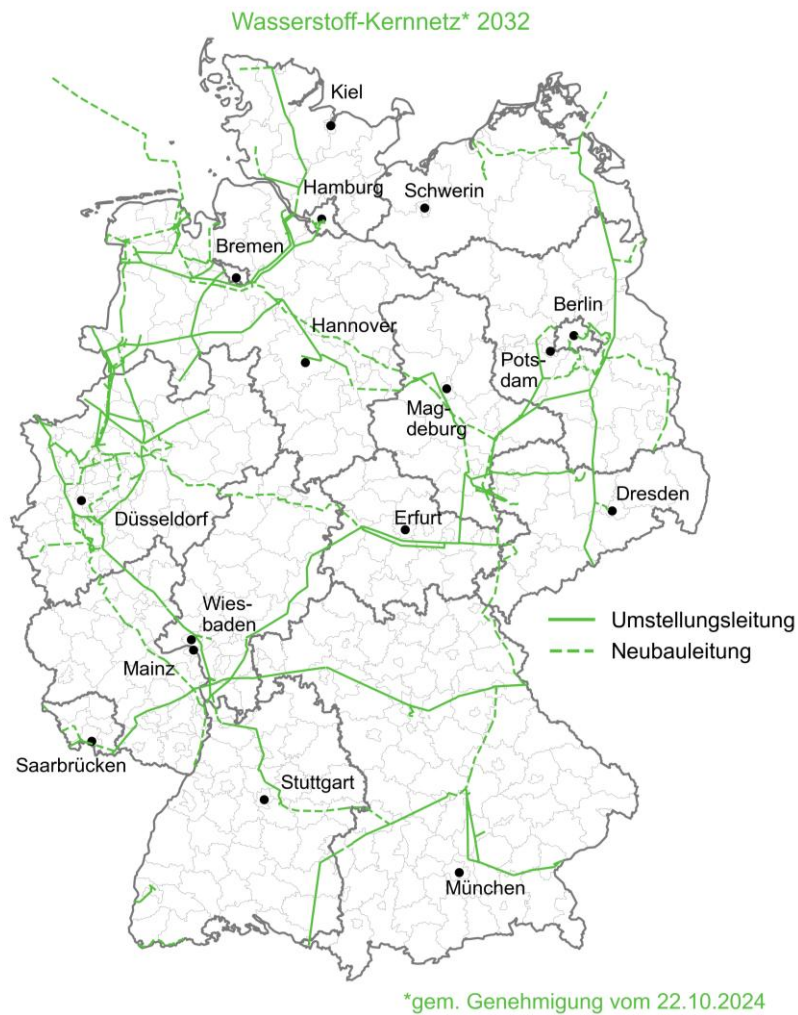 Wasserstoff-Kernnetz* 2032
Kiel
Hamburg
Schwerin
Bremen
Berlin
Hannover
Pots-
dam
Mag-
deburg
Düsseldorf
Erfurt
Dresden
Wies-
baden
Umstellungsleitung
Neubauleitung
Mainz
Saarbrücken
Stuttgart
München
*gem. Genehmigung vom 22.10.2024